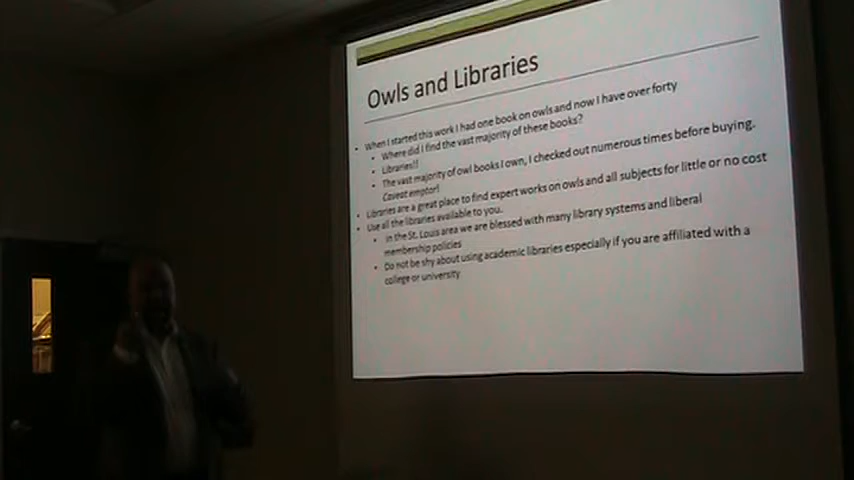 Owls and Libraries
• When I started this work I had one book on owls and now I have over forty
• Where did I find the vast majority of these books?
• Libraries!!
• The vast majority of owl books I own, I checked out numerous times before buying.
Caveat emptor!
• Libraries are a great place to find expert works on owls and all subjects for little or no cost
• Use all the libraries available to you.
• In the St. Louis area we are blessed with many library systems and liberal
membership policies
• Do not be shy about using academic libraries especially if you are affiliated with a
college or university